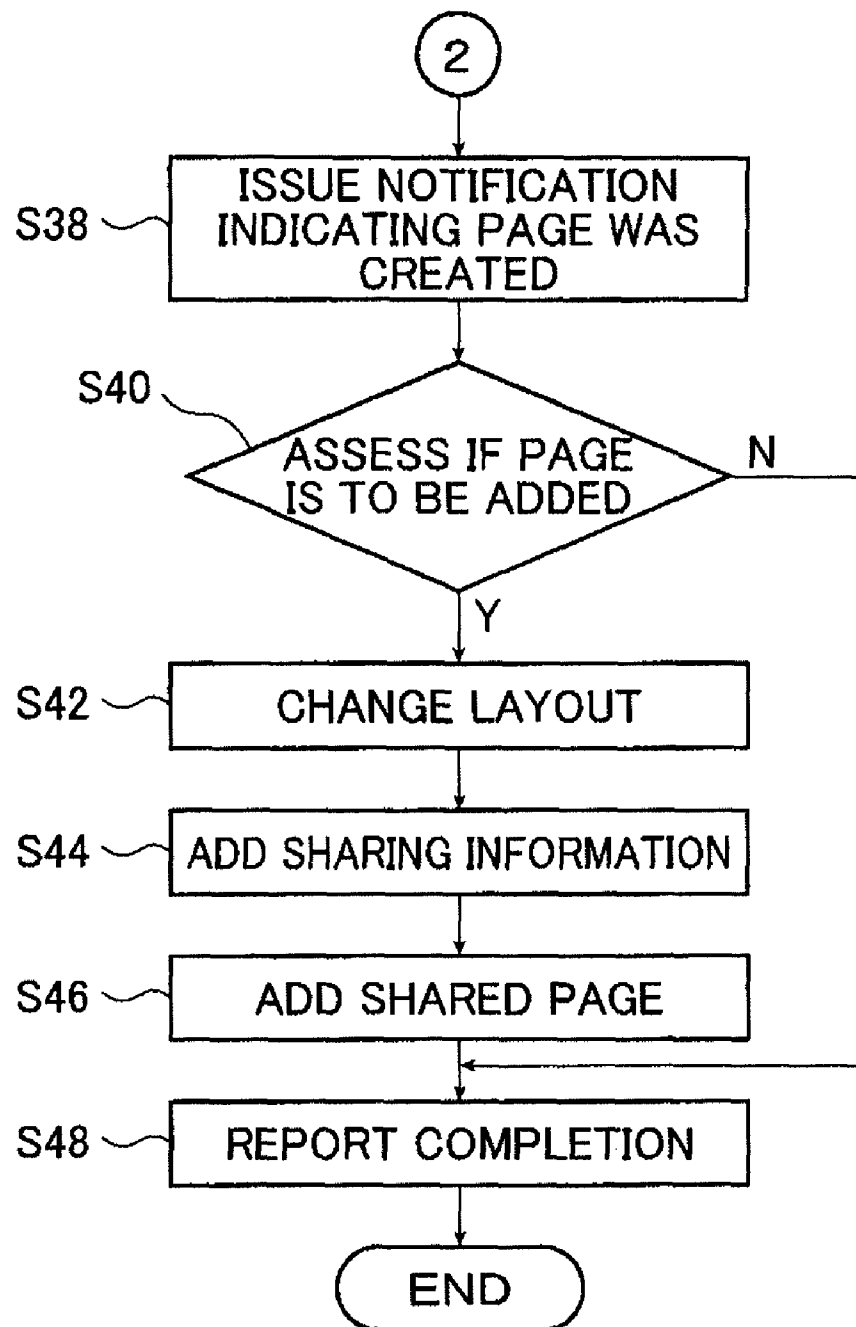 2
ISSUE NOTIFICATION
S38
INDICATING PAGE WAS
CREATED
S40
ASSESS IF PAGE
N
IS TO BE ADDED
Y
S42
CHANGE LAYOUT
S44
ADD SHARING INFORMATION
S46
ADD SHARED PAGE
S48
REPORT COMPLETION
END